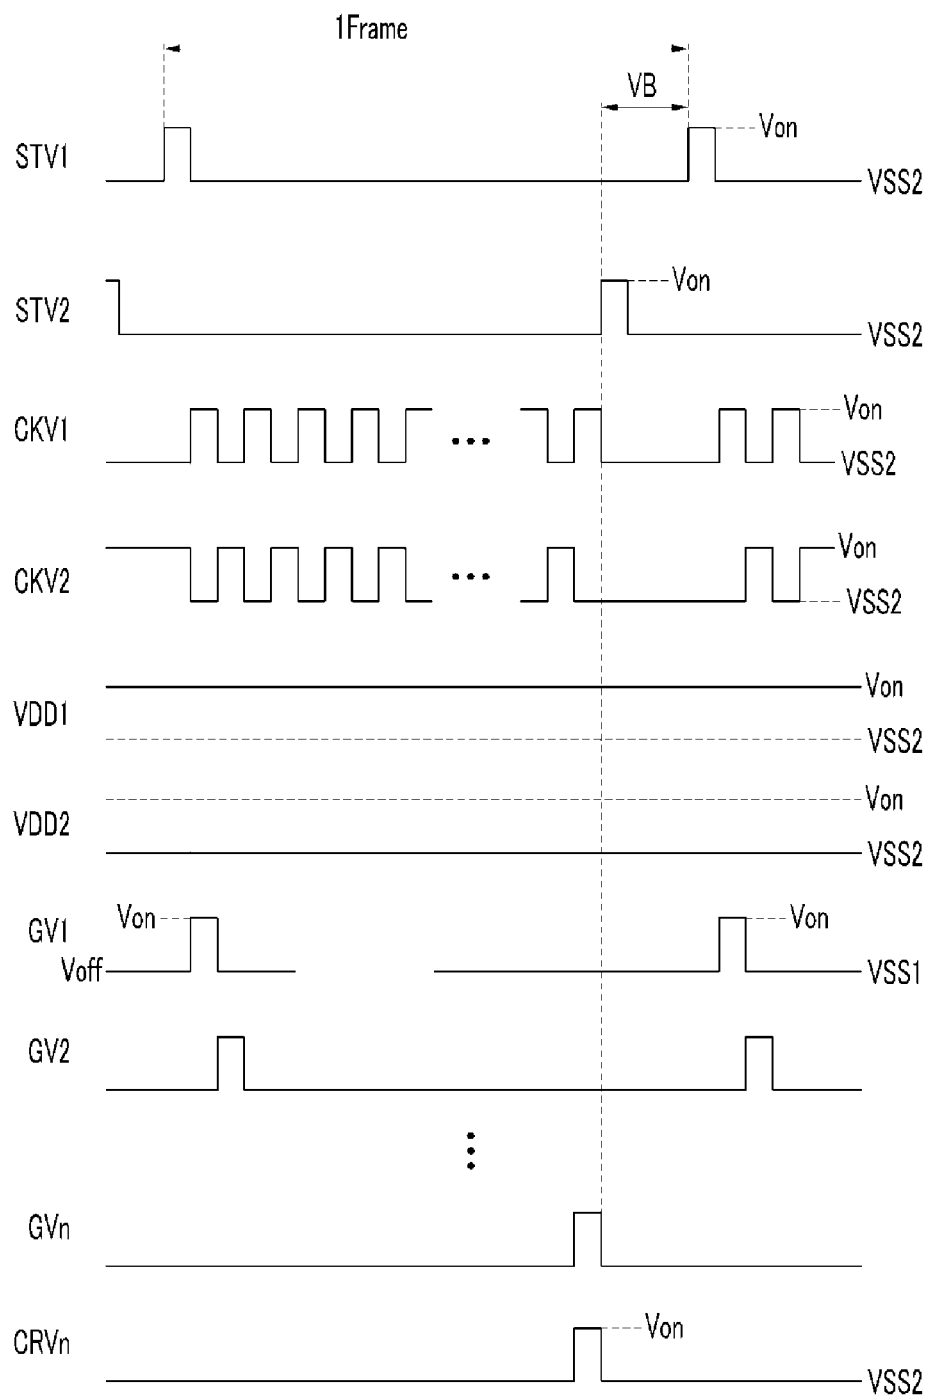 1Frame
VB
STV1
Von
VSS2
STV2
Von
VSS2
CKV1
Von
VSS2
CKV2
Von
VSS2
VDD1
Von
VSS2
VDD2
Von
VSS2
GV1
Von
Von
Voff
VSS1
GV2
GVn
CRVn
Von
VSS2